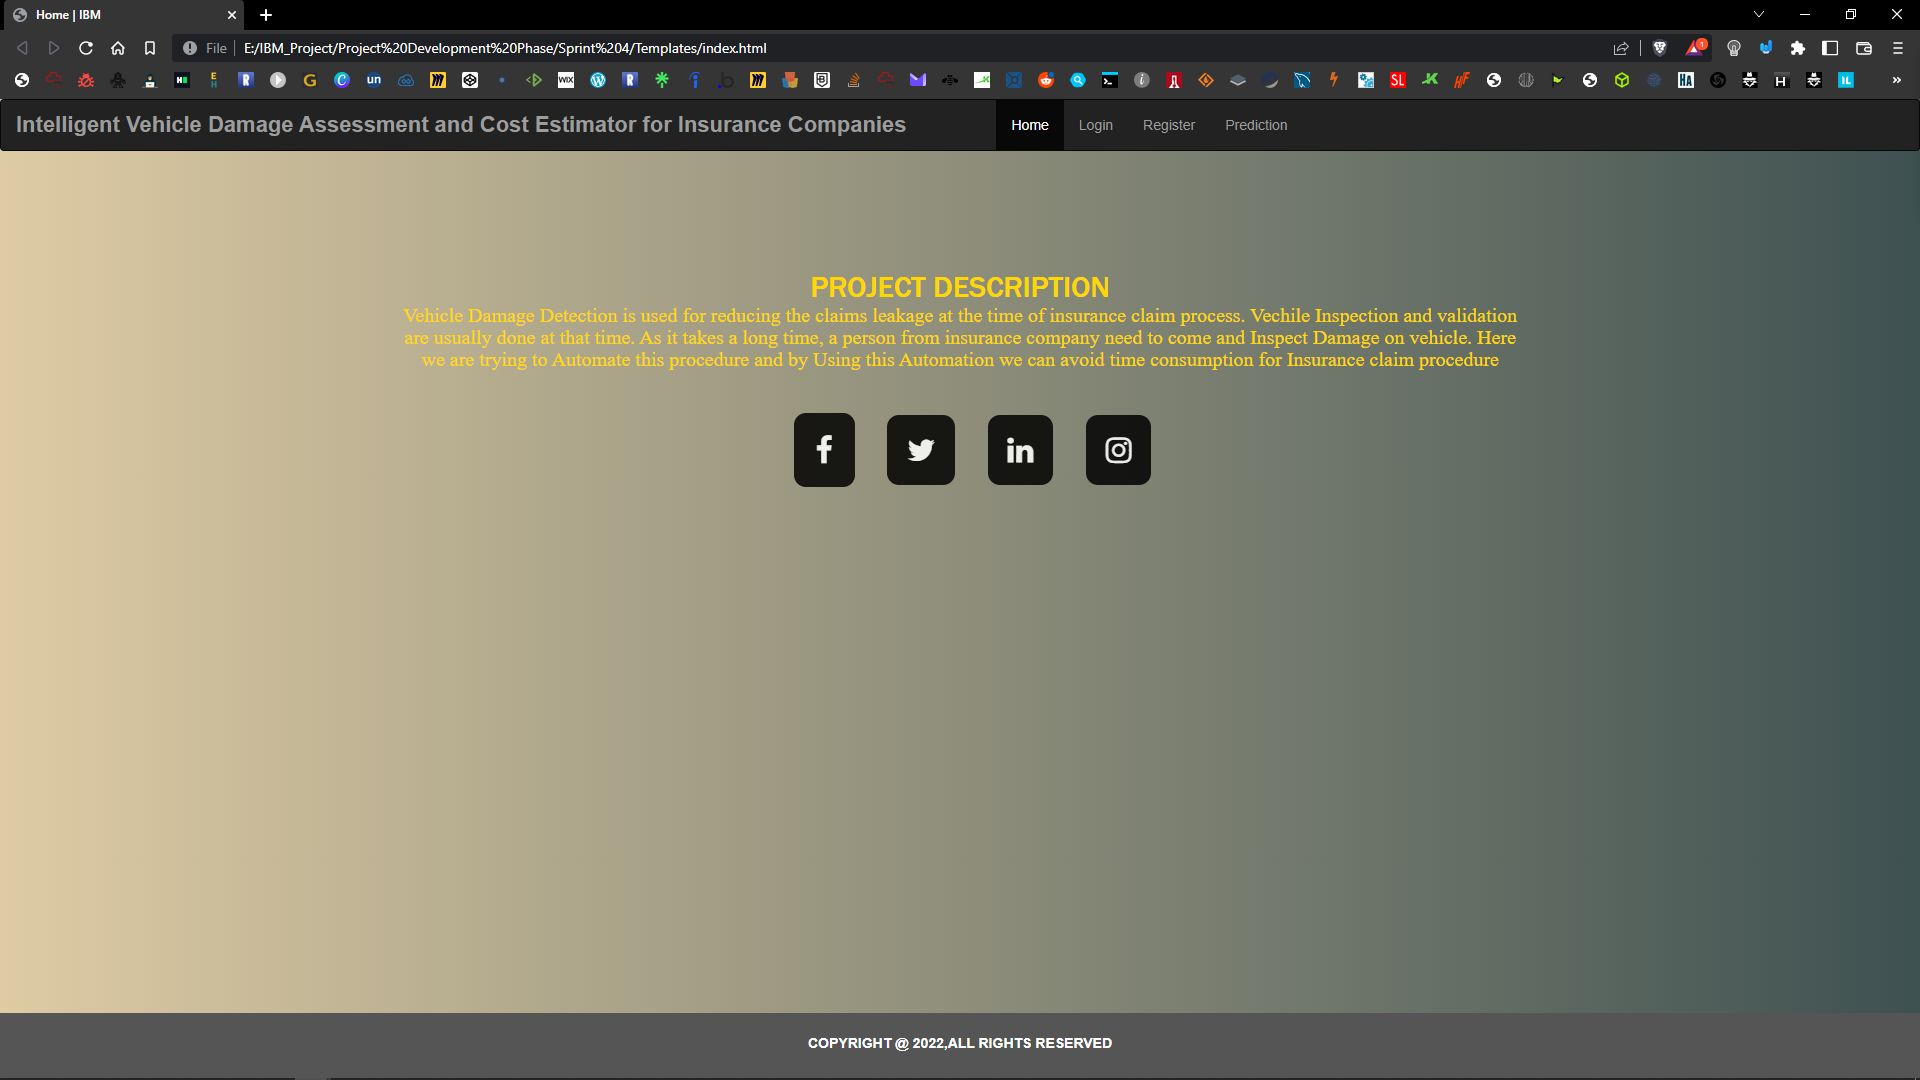 Home | IBM
File
E:/IBM_Project/Project%20Development%20Phase/Sprint%204/Templates/index.html
Intelligent Vehicle Damage Assessment and Cost Estimator for Insurance Companies
Home Login Register Prediction
PROJECT DESCRIPTION
Vehicle Damage Detection is used for reducing the claims leakage at the time of insurance claim process. Vechile Inspection and validation
are usually done at that time. As it takes a long time, a person from insurance company need to come and Inspect Damage on vehicle. Here
we are trying to Automate this procedure and by Using this Automation we can avoid time consumption for Insurance claim procedure
COPYRIGHT @ 2022,ALL RIGHTS RESERVED